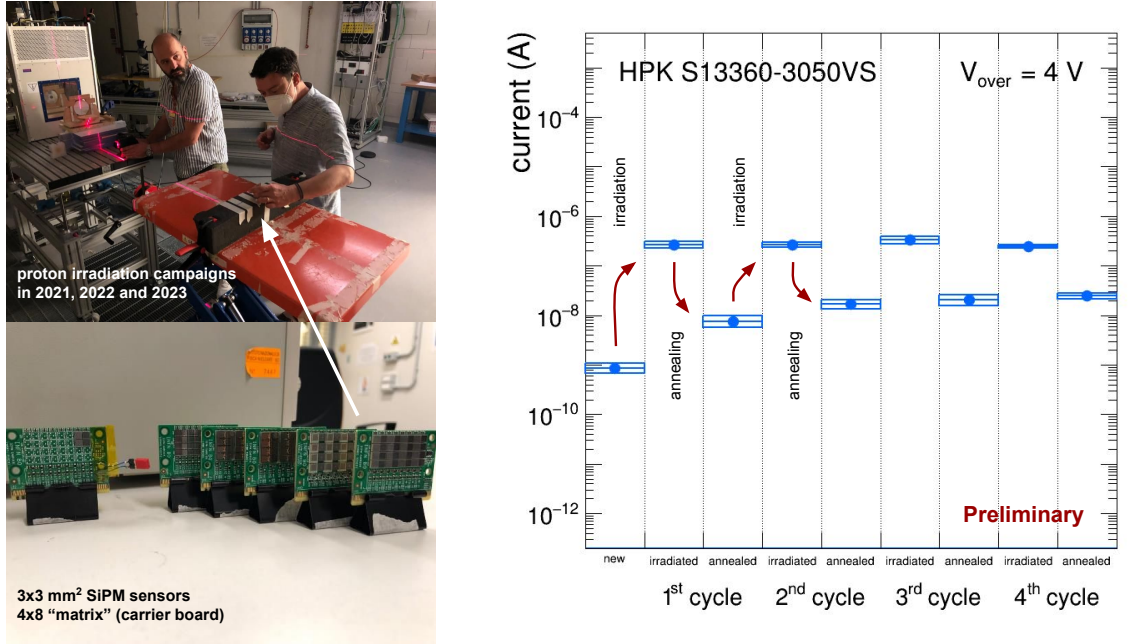 proton irradiation campaigns
in 2021, 2022 and 2023
3x3 mm² SiPM sensors
4x8 “matrix” (carrier board)
current (A)
HPK S13360-3050VS
V_over = 4 V
10⁻⁴
10⁻⁶
10⁻⁸
10⁻¹⁰
10⁻¹²
irradiation
annealing
irradiation
annealing
Preliminary
new irradiated annealed irradiated annealed irradiated annealed irradiated annealed
1ˢᵗ cycle 2ⁿᵈ cycle 3ʳᵈ cycle 4ᵗʰ cycle